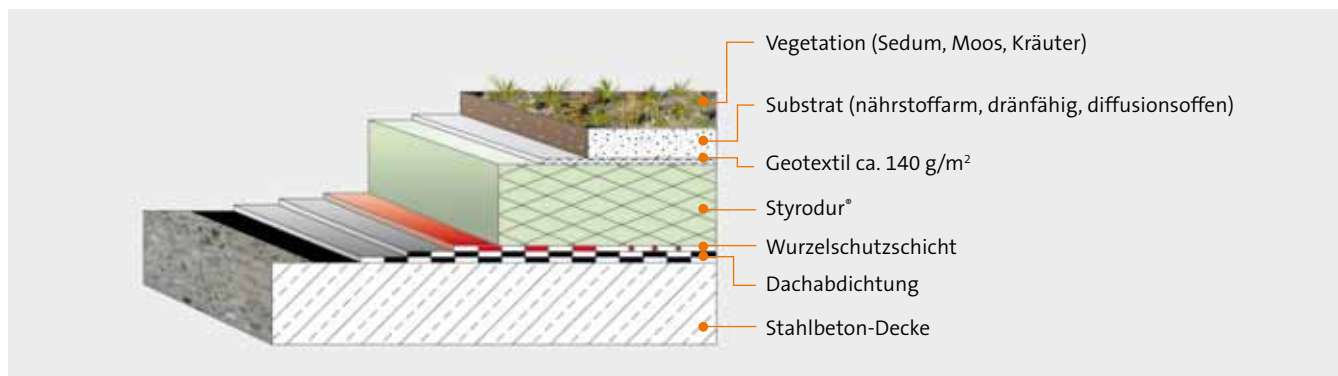 Vegetation (Sedum, Moos, Kräuter)
Substrat (nährstoffarm, dränfähig, diffusionsoffen)
Geotextil ca. 140 g/m²
Styrodur®
Wurzelschutzschicht
Dachabdichtung
Stahlbeton-Decke